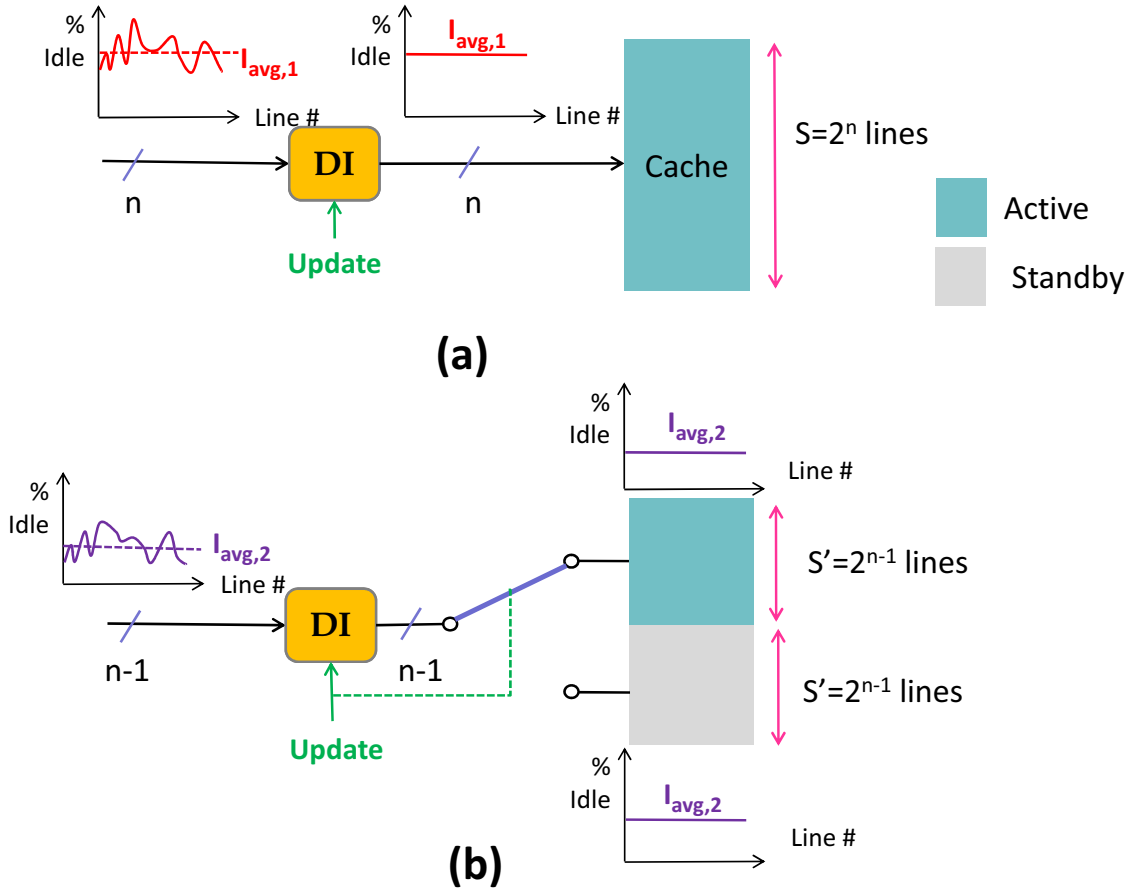 %
Idle
I_avg,1
Line #
%
Idle
I_avg,1
Line #
n
DI
n
Update
Cache
S=2^n lines
Active
Standby
(a)
%
Idle
I_avg,2
Line #
%
Idle
I_avg,2
Line #
n-1
DI
n-1
Update
S’=2^n-1 lines
S’=2^n-1 lines
%
Idle
I_avg,2
Line #
(b)